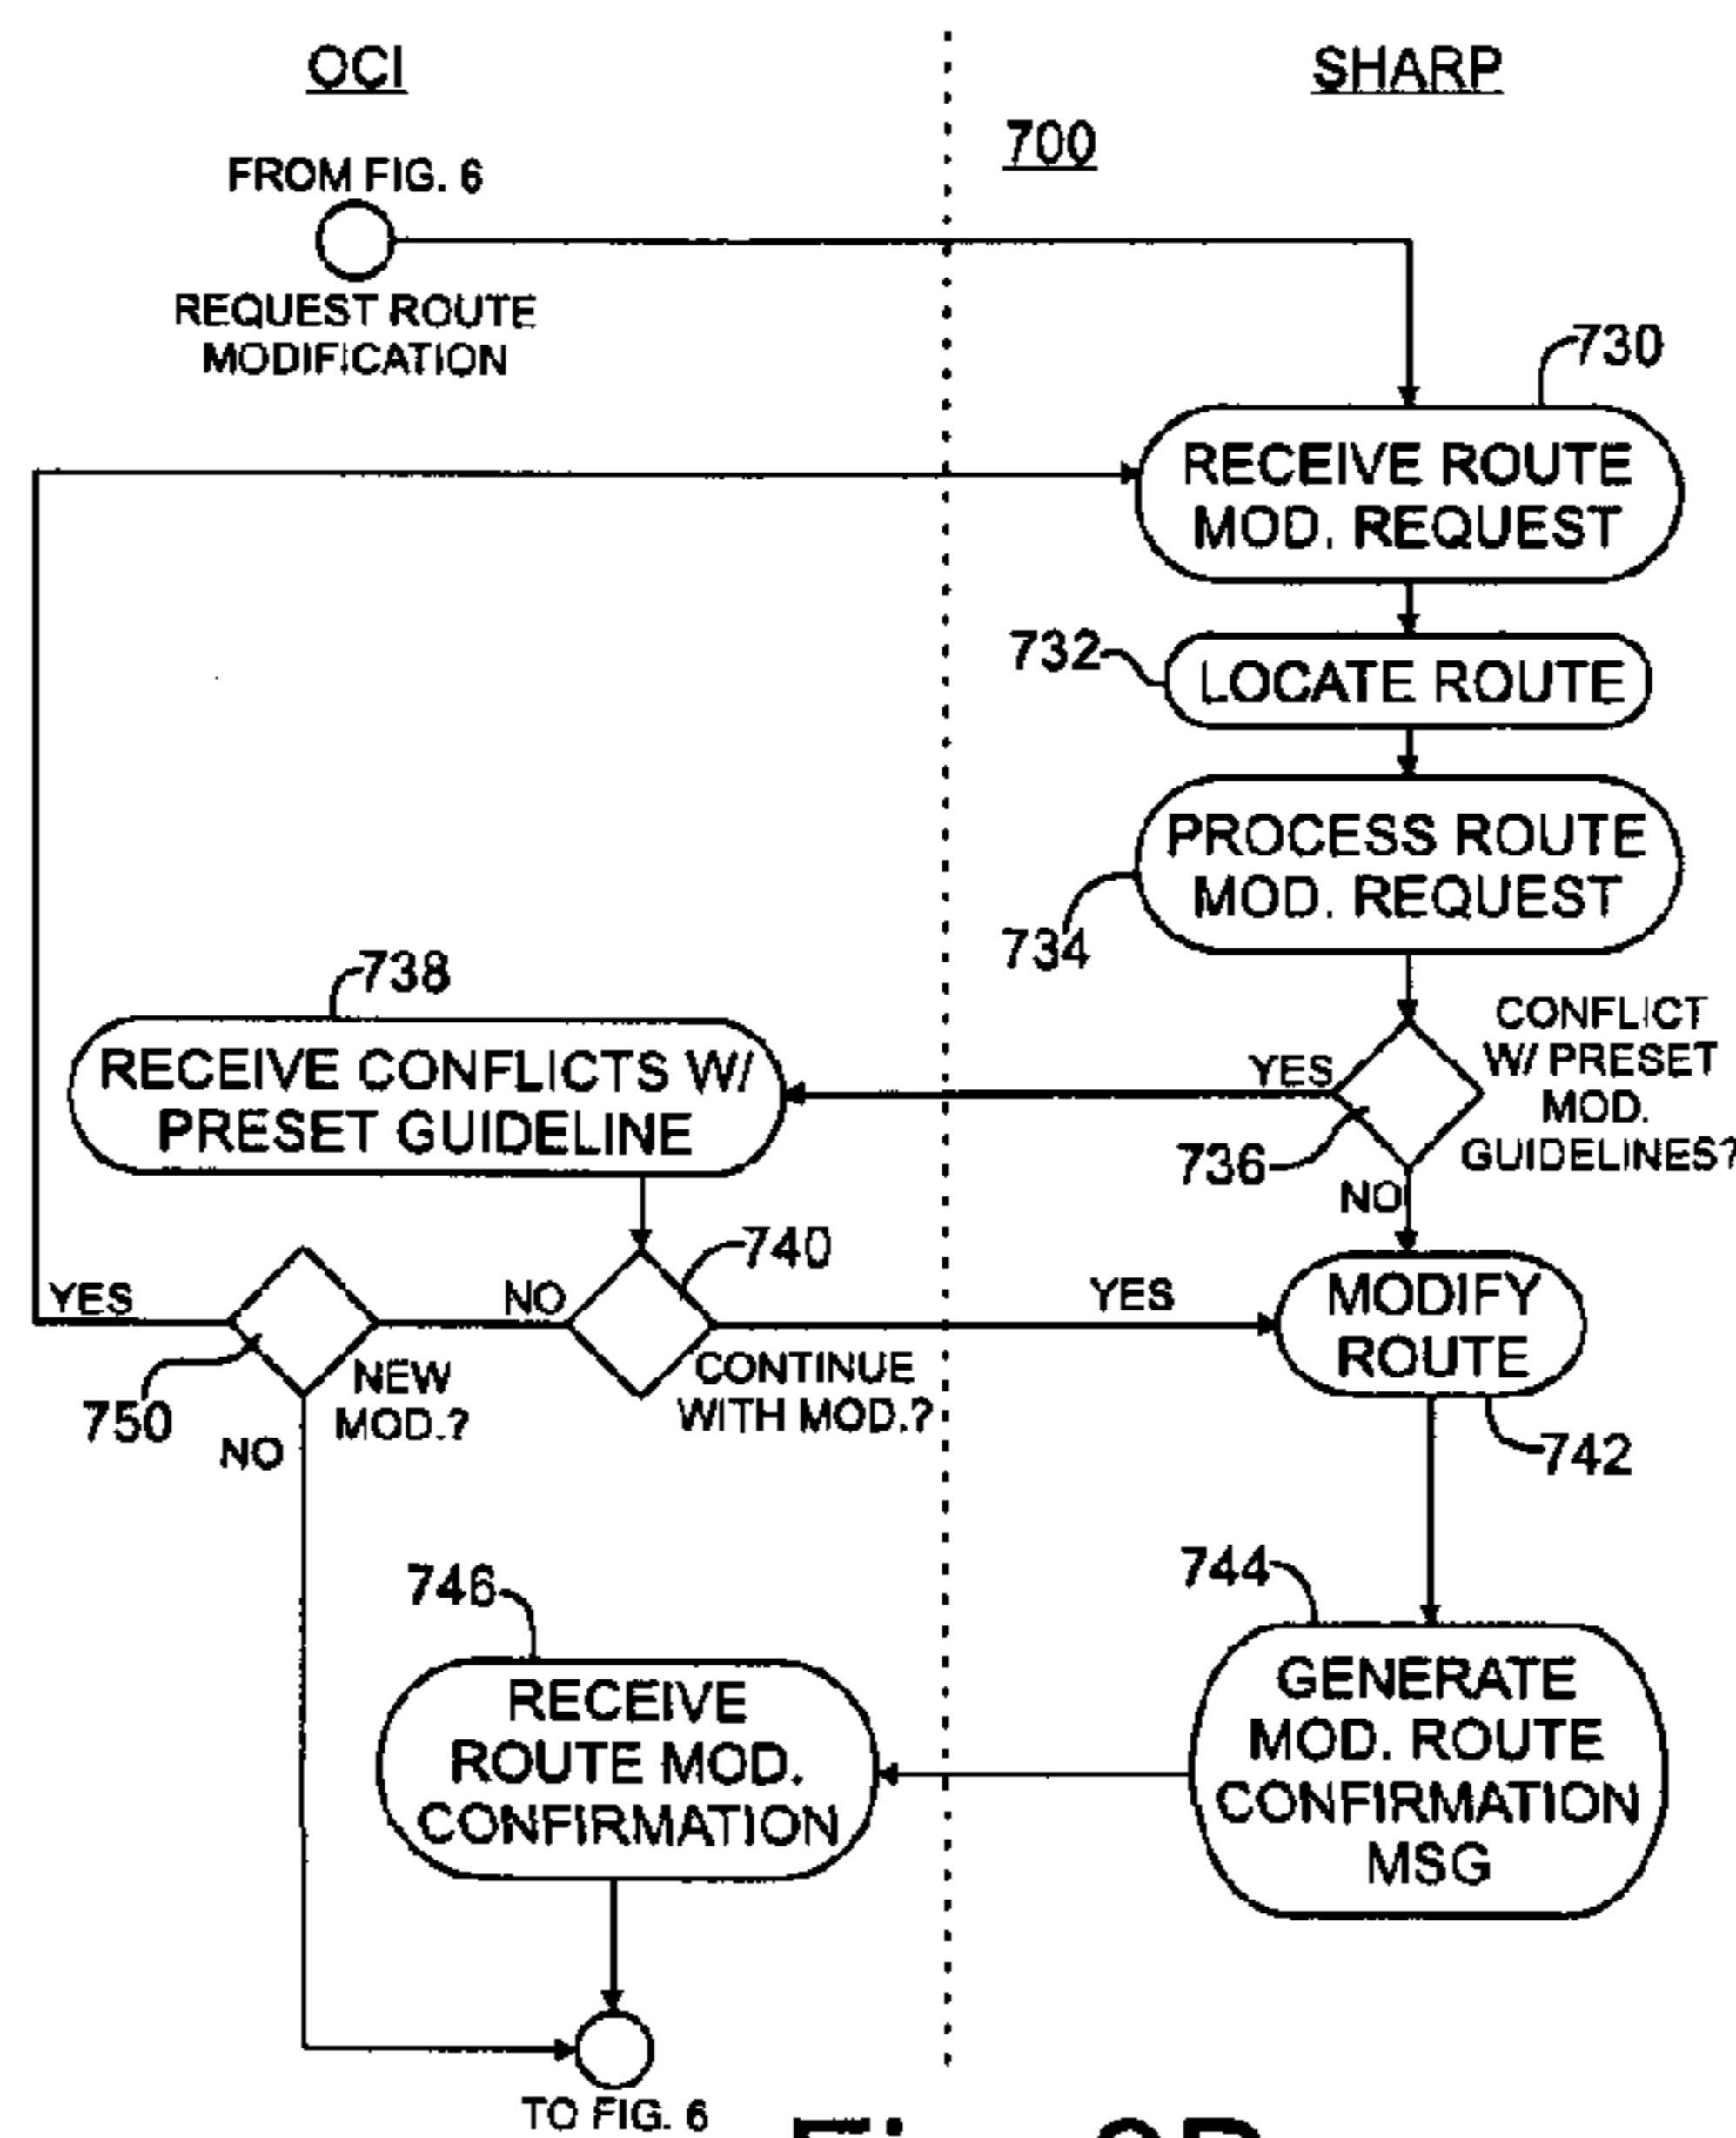 OCI
SHARP
700
FROM FIG. 6
REQUEST ROUTE
MODIFICATION
730
RECEIVE ROUTE
MOD. REQUEST
732
LOCATE ROUTE
PROCESS ROUTE
MOD. REQUEST
734
738
RECEIVE CONFLICTS W/
PRESET GUIDELINE
YES
CONFLICT
W/ PRESET
MOD.
GUIDELINES?
736
NO
740
YES
NO
YES
MODIFY
ROUTE
CONTINUE
WITH MOD.?
NEW
MOD.?
750
NO
742
746
744
RECEIVE
ROUTE MOD.
CONFIRMATION
GENERATE
MOD. ROUTE
CONFIRMATION
MSG
TO FIG. 6